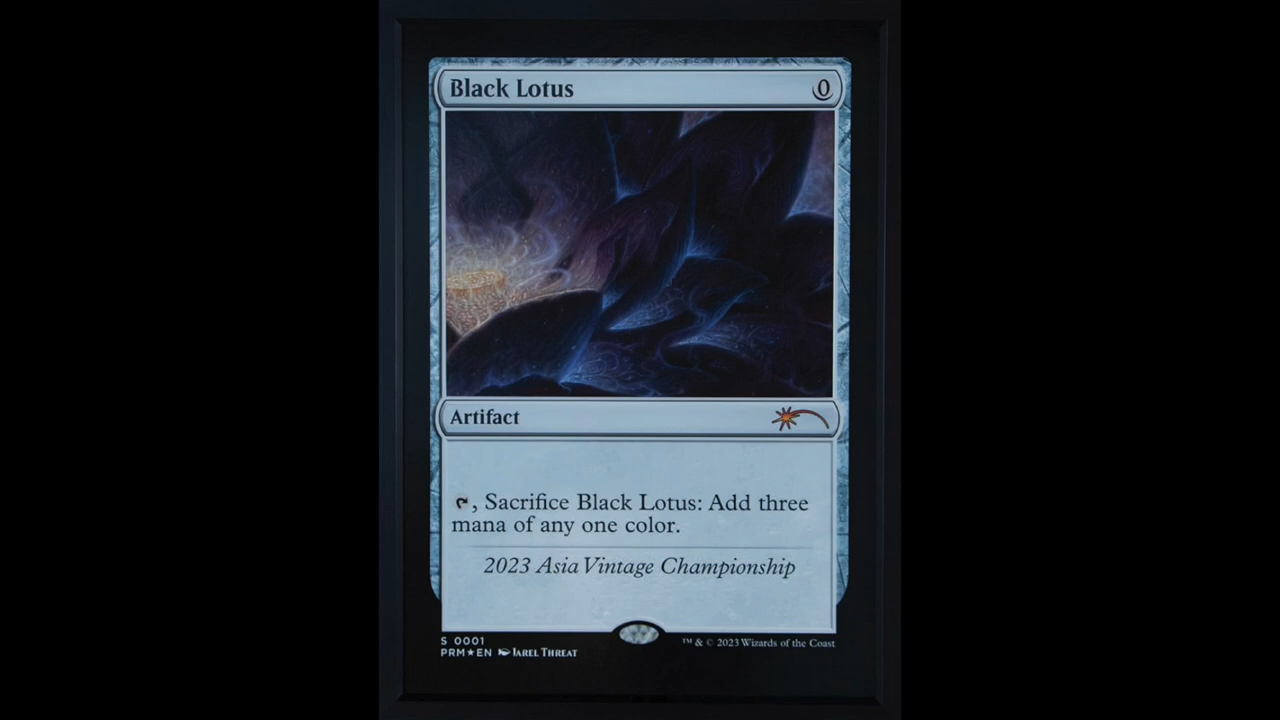 Black Lotus 0
Artifact
, Sacrifice Black Lotus: Add three
mana of any one color.
2023 Asia Vintage Championship
S 0001
PRM★EN JAREL THREAT
™ & © 2023 Wizards of the Coast